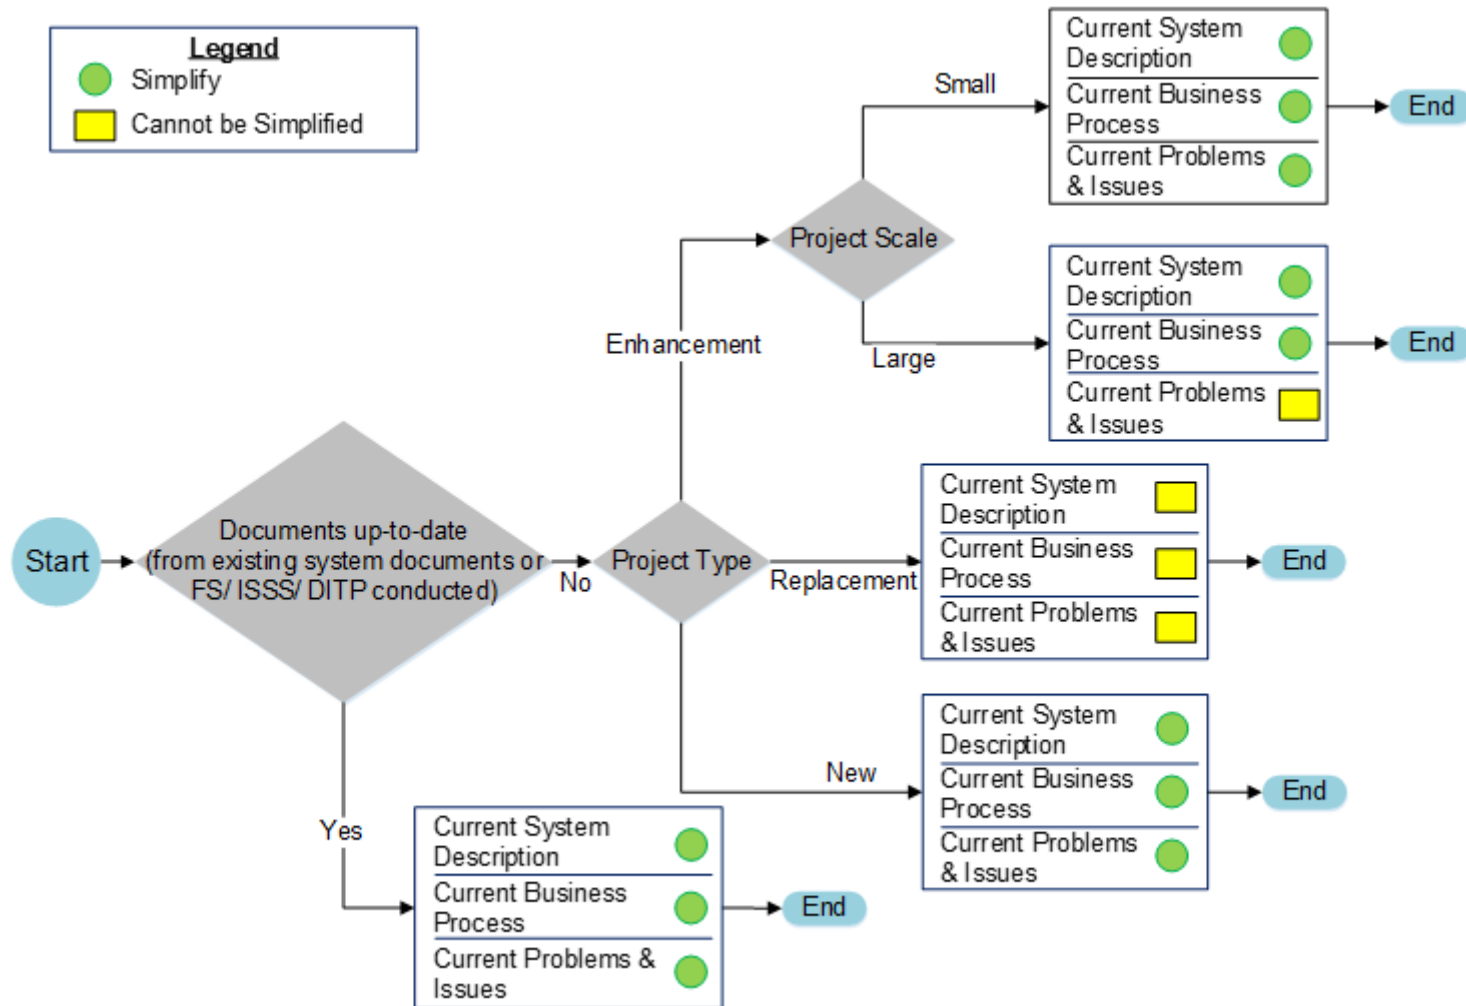 Legend
Simplify
Cannot be Simplified
Small
Current System
Description
Current Business
Process
Current Problems
& Issues
End
Project Scale
Enhancement
Large
Current System
Description
Current Business
Process
Current Problems
& Issues
End
Start
Documents up-to-date
(from existing system documents or
FS/ ISSS/ DITP conducted)
No
Project Type
Replacement
Current System
Description
Current Business
Process
Current Problems
& Issues
End
New
Current System
Description
Current Business
Process
Current Problems
& Issues
End
Yes
Current System
Description
Current Business
Process
Current Problems &
Issues
End